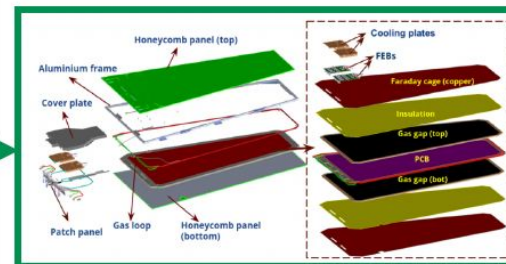 Honeycomb panel (top)
Aluminium frame
Cover plate
Patch panel
Gas loop
Honeycomb panel
(bottom)
Cooling plates
FEBs
Faraday cage (copper)
Insulation
Gas gap (top)
PCB
Gas gap (bot)